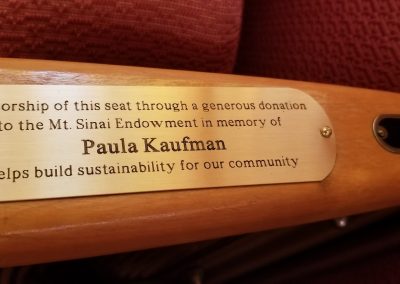 orship of this seat through a generous donation
to the Mt. Sinai Endowment in memory of
Paula Kaufman
elps build sustainability for our community